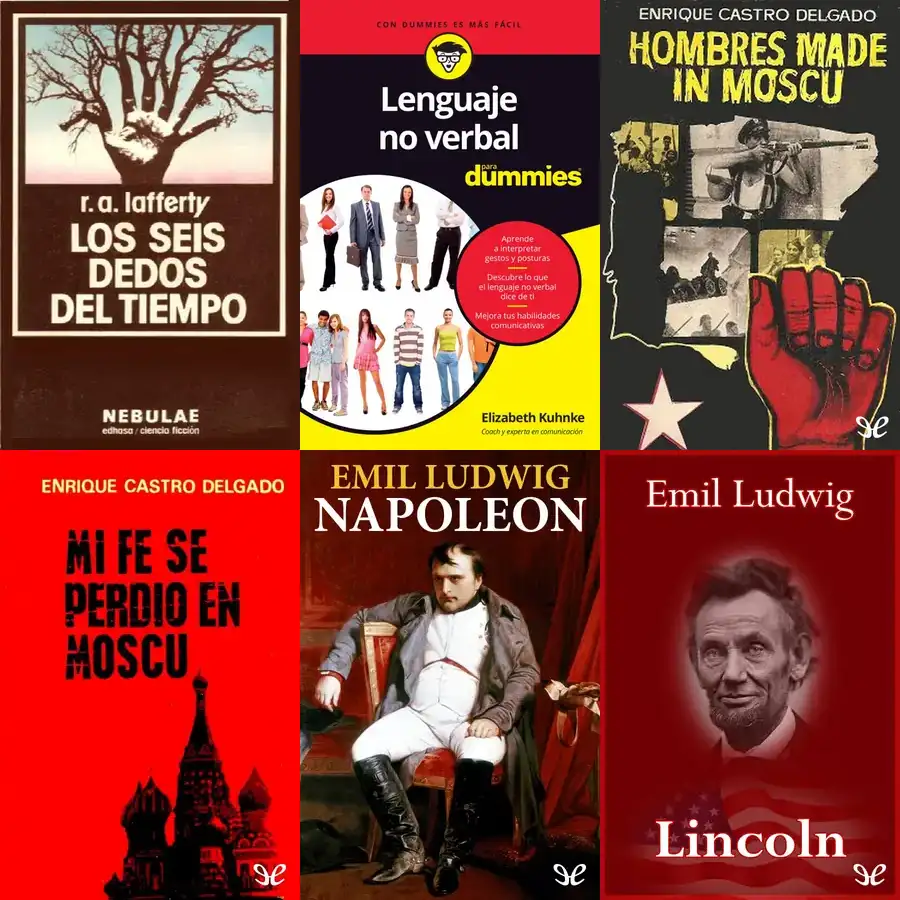 r.a. lafferty
LOS SEIS
DEDOS
DEL TIEMPO
NEBULAE
edhasa / ciencia ficción
CON DUMMIES ES MÁS FÁCIL
Lenguaje
no verbal
para
dummies
Aprende
a interpretar
gestos y posturas
Descubre lo que
el lenguaje no verbal
dice de ti
Mejora tus habilidades
comunicativas
Elizabeth Kuhnke
Coach y experta en comunicación
ENRIQUE CASTRO DELGADO
HOMBRES MADE
IN MOSCU
ENRIQUE CASTRO DELGADO
MI FE SE
PERDIO EN
MOSCU
EMIL LUDWIG
NAPOLEON
Emil Ludwig
Lincoln